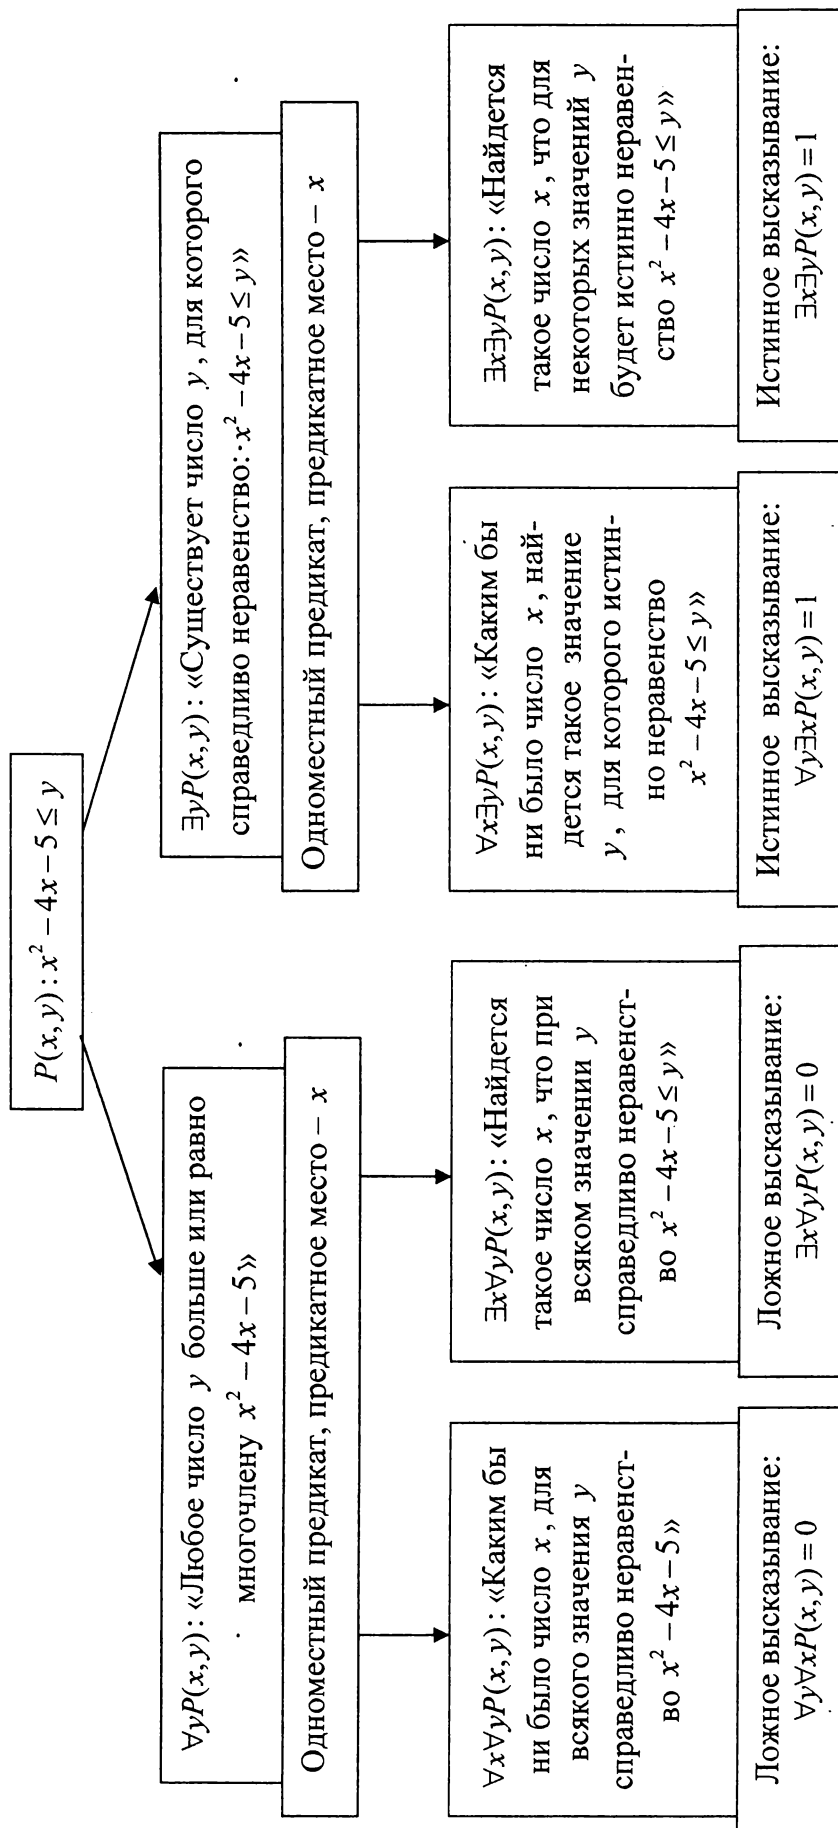 P(x,y): x² − 4x − 5 ≤ y
∀yP(x,y): «Любое число y больше или равно
многочлену x² − 4x − 5»
Одноместный предикат, предикатное место – x
∃yP(x,y): «Существует число y, для которого
справедливо неравенство: x² − 4x − 5 ≤ y»
Одноместный предикат, предикатное место – x
∀x∀yP(x,y): «Каким бы
ни было число x, для
всякого значения y
справедливо неравенст-
во x² − 4x − 5»
Ложное высказывание:
∀y∀xP(x,y) = 0
∃x∀yP(x,y): «Найдется
такое число x, что при
всяком значении y
справедливо неравенст-
во x² − 4x − 5 ≤ y»
Ложное высказывание:
∃x∀yP(x,y) = 0
∀x∃yP(x,y): «Каким бы
ни было число x, най-
дется такое значение
y, для которого истин-
но неравенство
x² − 4x − 5 ≤ y»
Истинное высказывание:
∀y∃xP(x,y) = 1
∃x∃yP(x,y): «Найдется
такое число x, что для
некоторых значений y
будет истинно неравен-
ство x² − 4x − 5 ≤ y»
Истинное высказывание:
∃x∃yP(x,y) = 1